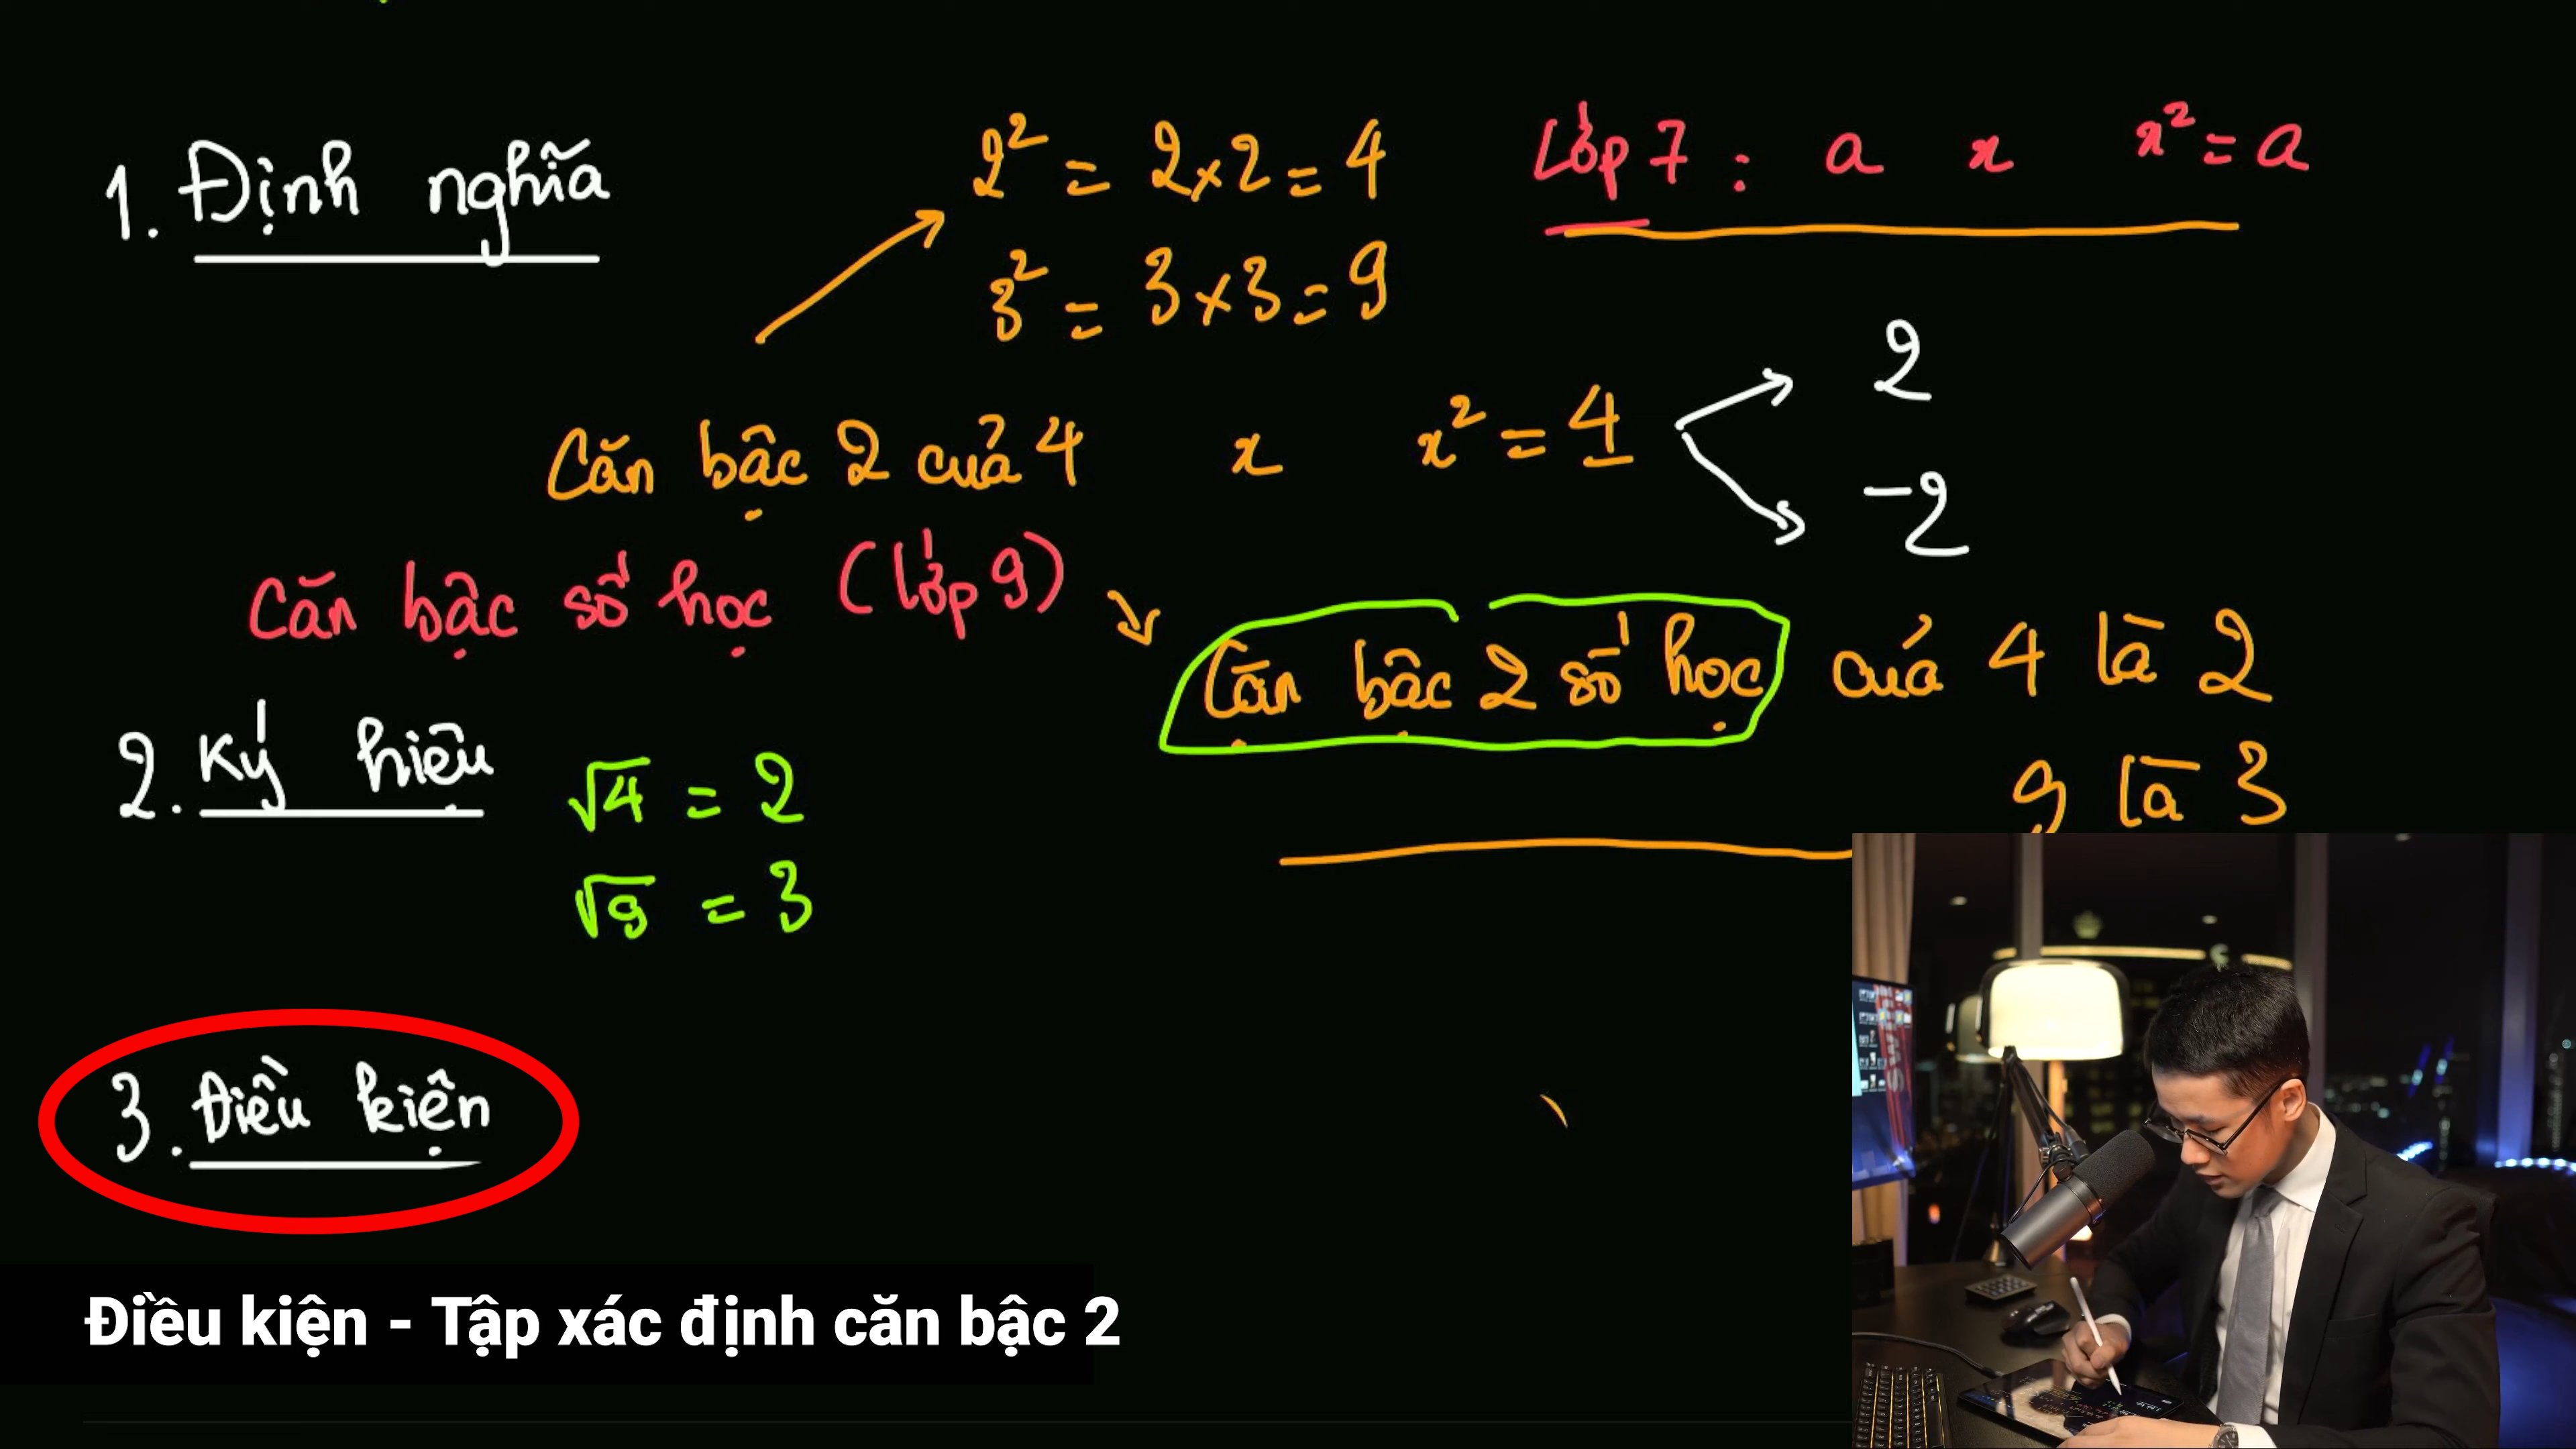 1. Định nghĩa
2² = 2×2 = 4
3² = 3×3 = 9
Lớp 7 : a x x² = a
Căn bậc 2 cuả 4 x x² = 4
2
-2
Căn bậc số học (lớp 9)
Căn bậc 2 số học cuả 4 là 2
9 là 3
2. Ký hiệu
√4 = 2
√9 = 3
3. Điều kiện
Điều kiện - Tập xác định căn bậc 2